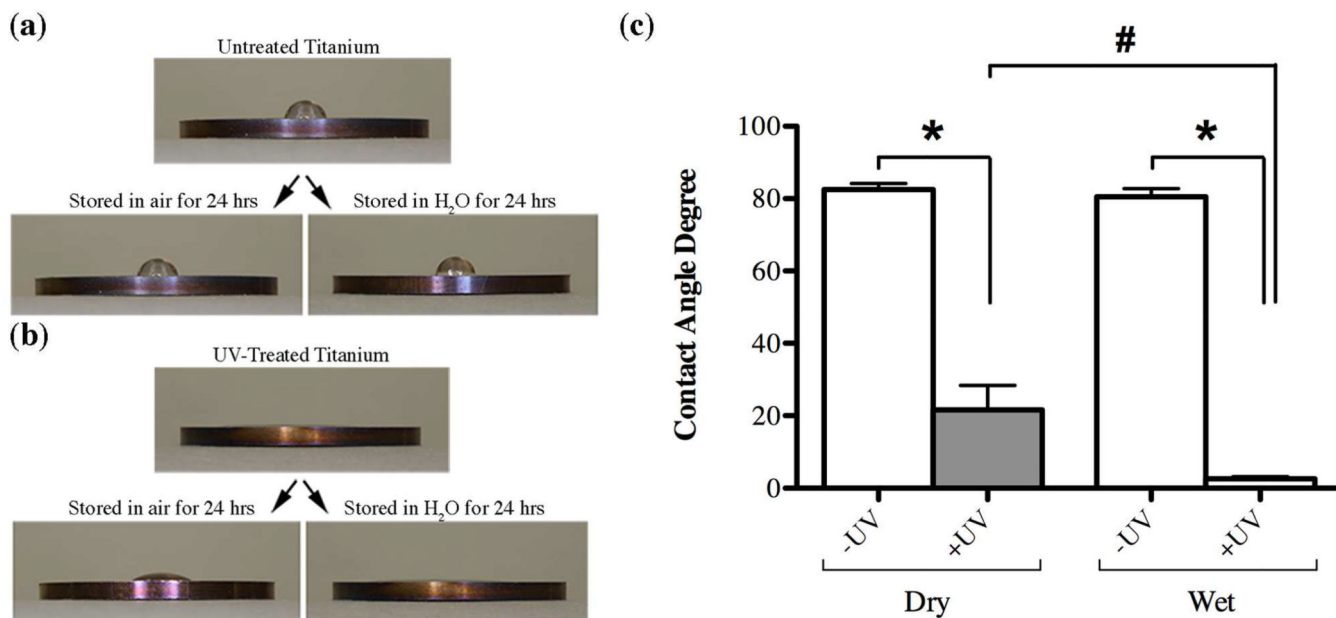 (a)
Untreated Titanium
Stored in air for 24 hrs
Stored in H₂O for 24 hrs
(b)
UV-Treated Titanium
Stored in air for 24 hrs
Stored in H₂O for 24 hrs
(c)
#
*
*
100
80
60
40
20
0
Contact Angle Degree
-UV
+UV
-UV
+UV
Dry
Wet